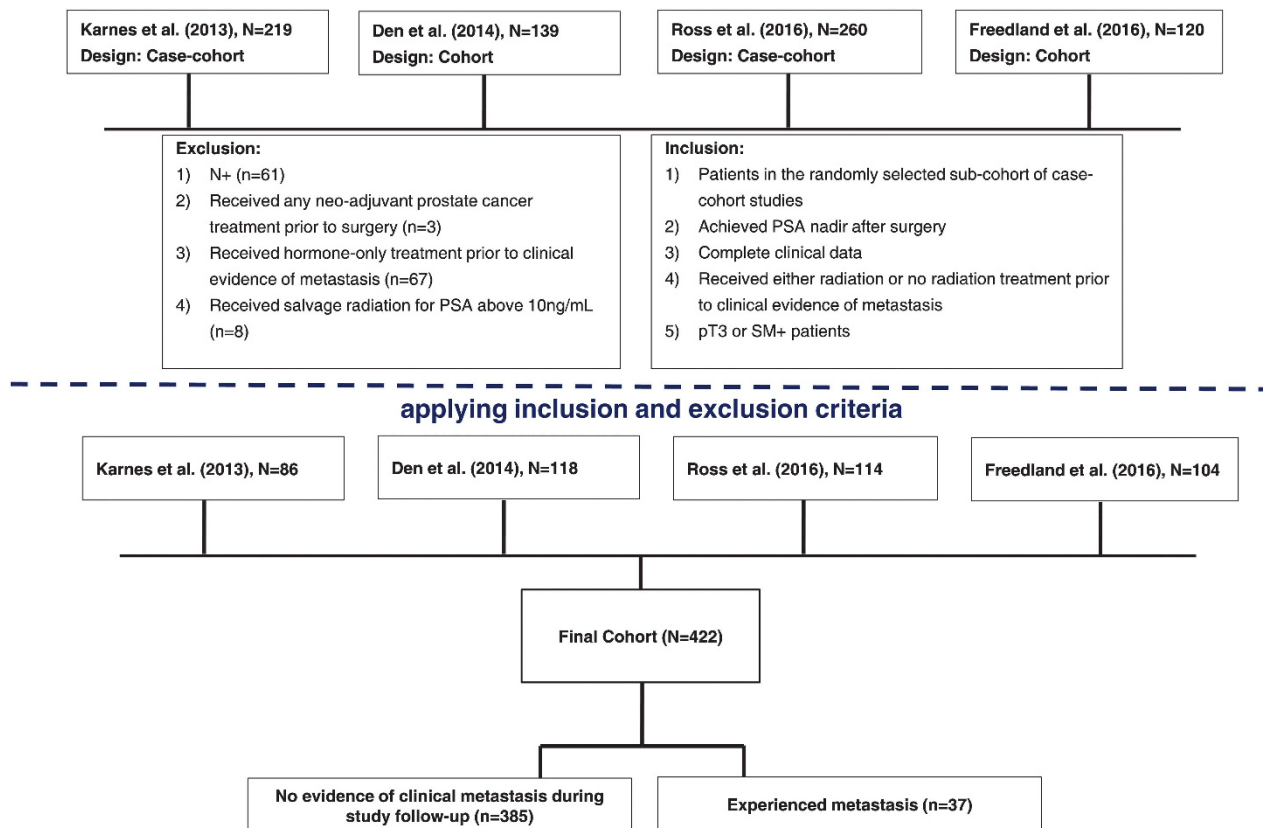 Karnes et al. (2013), N=219
Design: Case-cohort
Den et al. (2014), N=139
Design: Cohort
Ross et al. (2016), N=260
Design: Case-cohort
Freedland et al. (2016), N=120
Design: Cohort
Exclusion:
1) N+ (n=61)
2) Received any neo-adjuvant prostate cancer
treatment prior to surgery (n=3)
3) Received hormone-only treatment prior to clinical
evidence of metastasis (n=67)
4) Received salvage radiation for PSA above 10ng/mL
(n=8)
Inclusion:
1) Patients in the randomly selected sub-cohort of case-
cohort studies
2) Achieved PSA nadir after surgery
3) Complete clinical data
4) Received either radiation or no radiation treatment prior
to clinical evidence of metastasis
5) pT3 or SM+ patients
applying inclusion and exclusion criteria
Karnes et al. (2013), N=86
Den et al. (2014), N=118
Ross et al. (2016), N=114
Freedland et al. (2016), N=104
Final Cohort (N=422)
No evidence of clinical metastasis during
study follow-up (n=385)
Experienced metastasis (n=37)